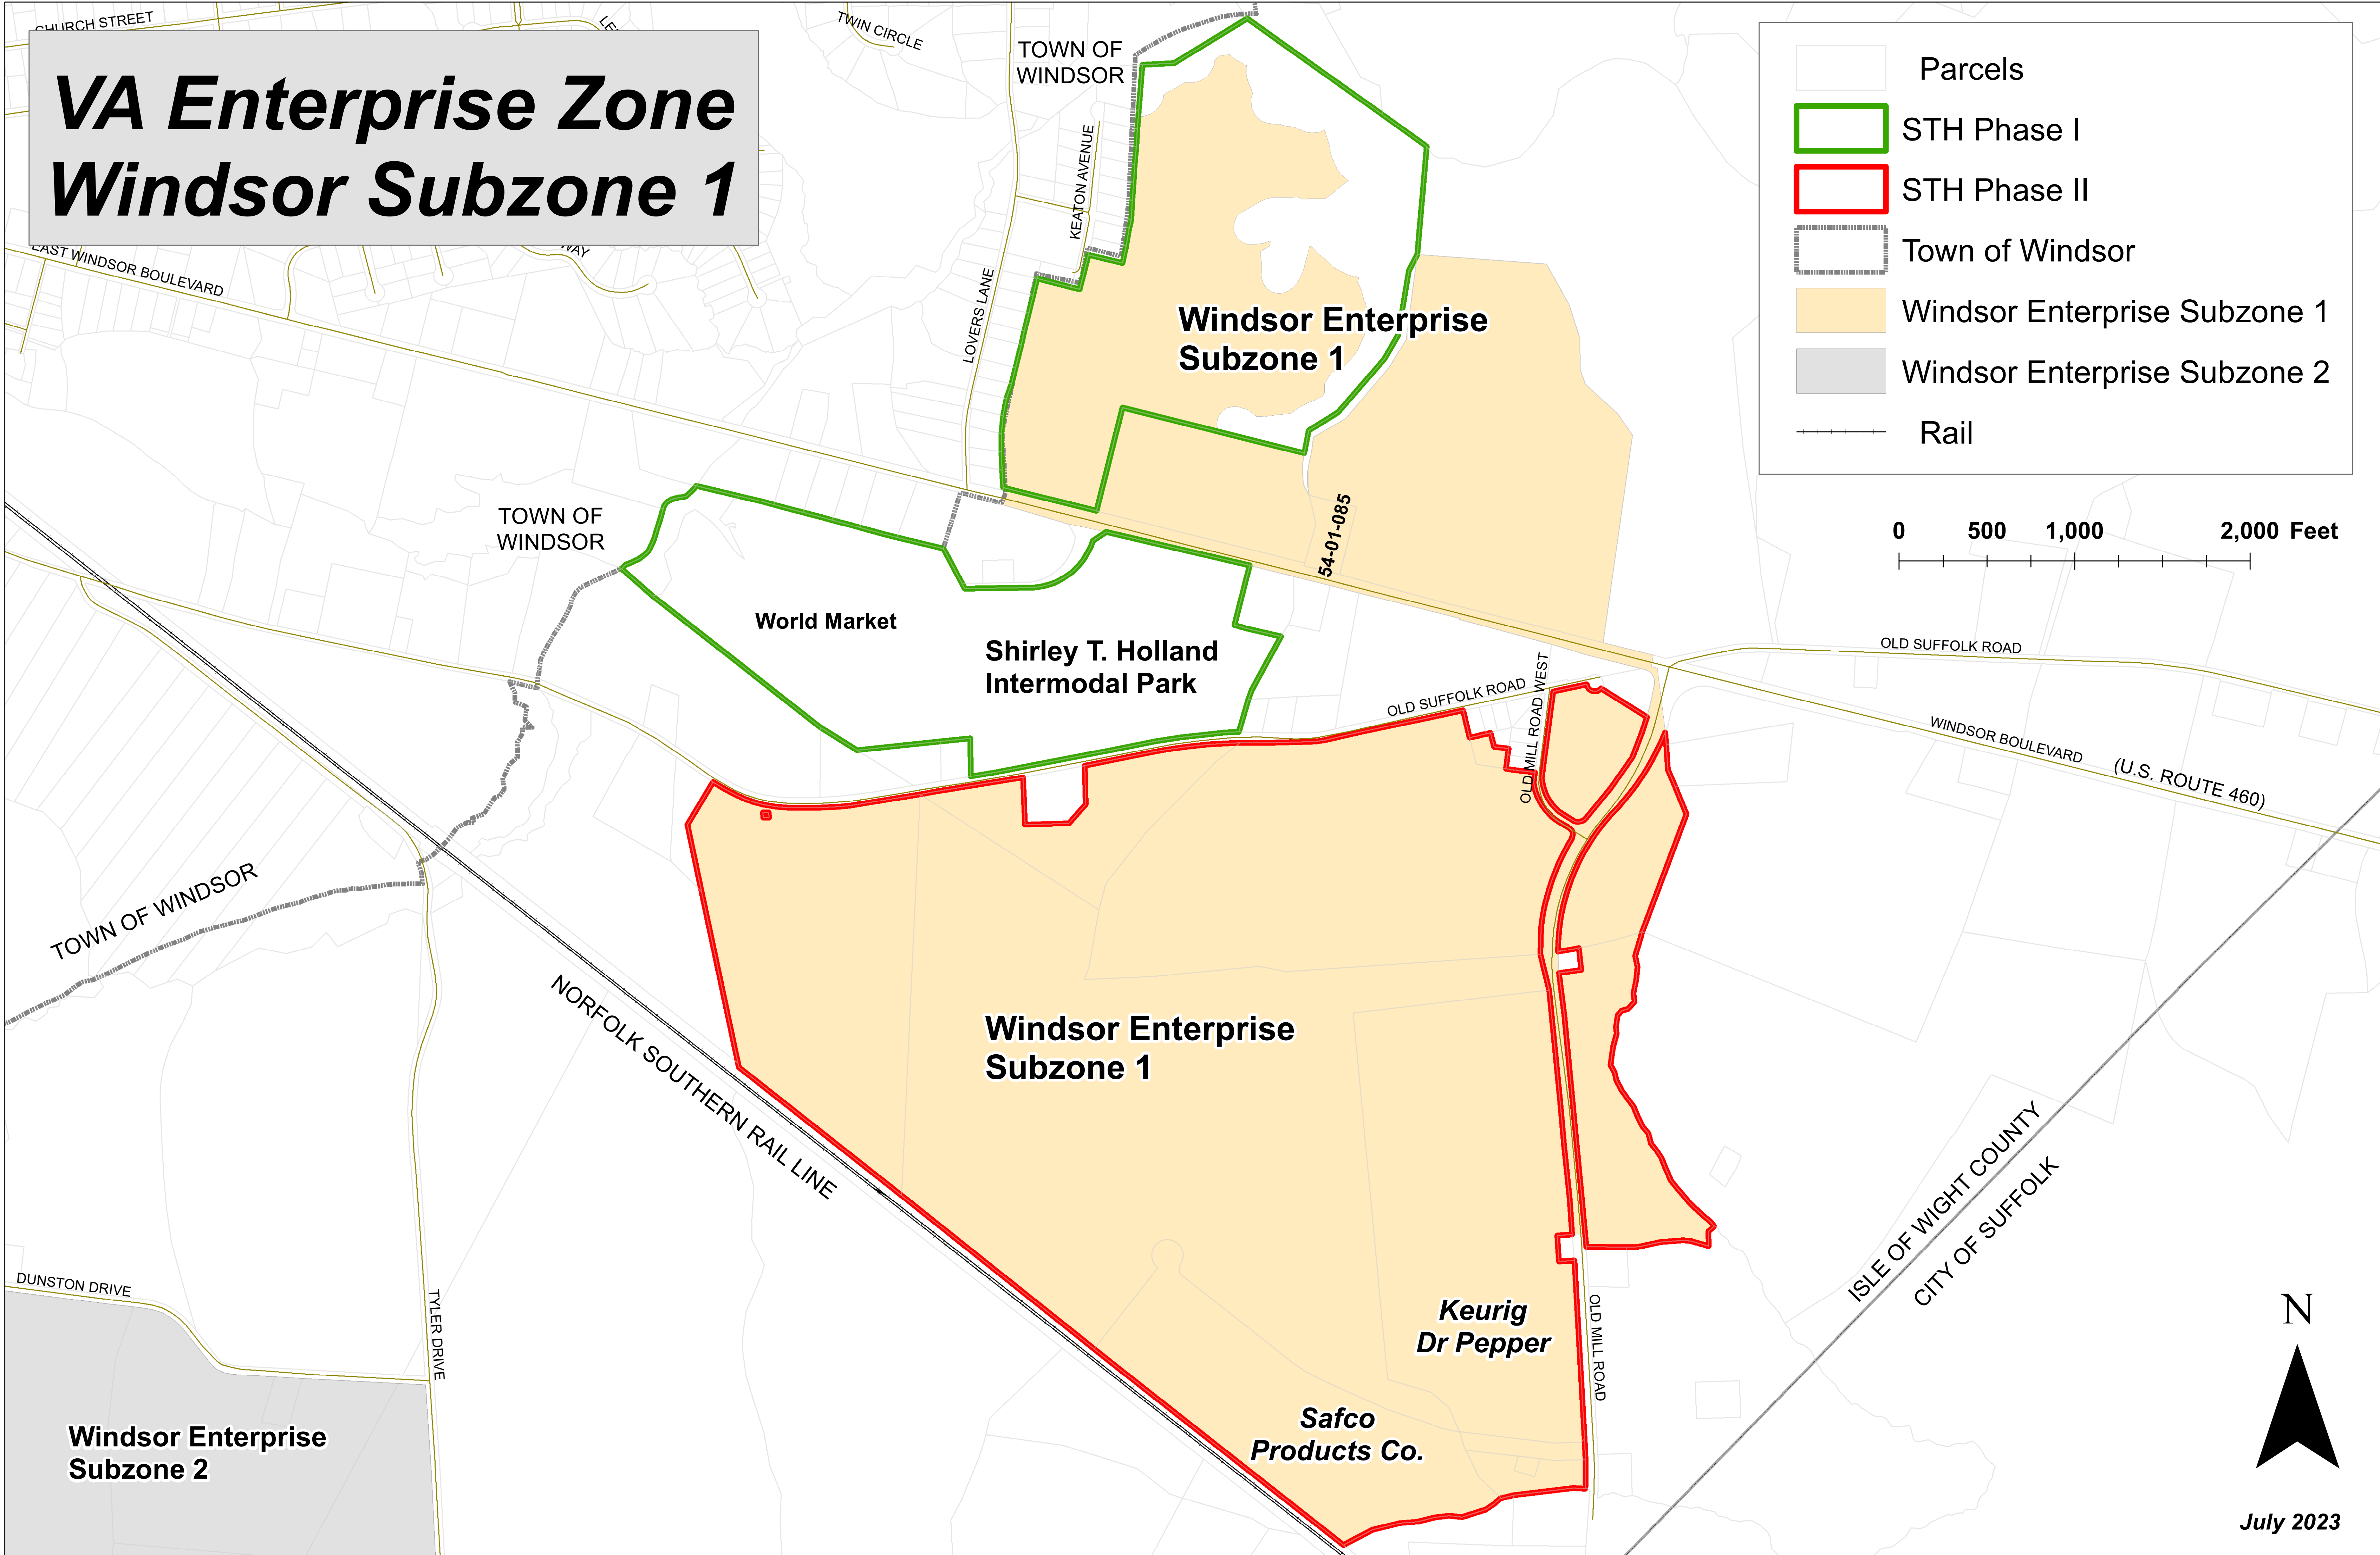 CHURCH STREET
TWIN CIRCLE
TOWN OF
WINDSOR
VA Enterprise Zone
Windsor Subzone 1
WAY
EAST WINDSOR BOULEVARD
KEATON AVENUE
LOVERS LANE
Windsor Enterprise
Subzone 1
Parcels
STH Phase I
STH Phase II
Town of Windsor
Windsor Enterprise Subzone 1
Windsor Enterprise Subzone 2
Rail
0 500 1,000 2,000 Feet
TOWN OF
WINDSOR
54-01-085
World Market
Shirley T. Holland
Intermodal Park
OLD SUFFOLK ROAD
OLD MILL ROAD WEST
OLD SUFFOLK ROAD
WINDSOR BOULEVARD
(U.S. ROUTE 460)
TOWN OF WINDSOR
NORFOLK SOUTHERN RAIL LINE
Windsor Enterprise
Subzone 1
ISLE OF WIGHT COUNTY
CITY OF SUFFOLK
DUNSTON DRIVE
TYLER DRIVE
Keurig
Dr Pepper
OLD MILL ROAD
Safco
Products Co.
Windsor Enterprise
Subzone 2
N
July 2023